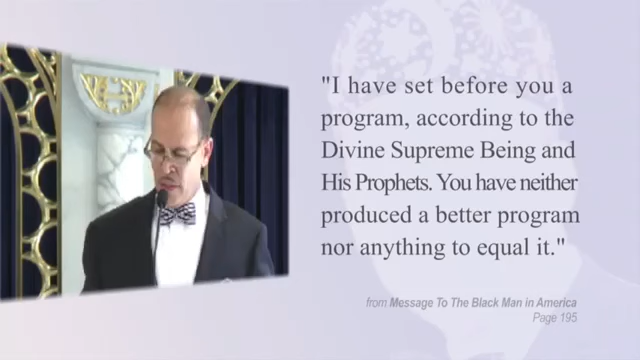 "I have set before you a
program, according to the
Divine Supreme Being and
His Prophets. You have neither
produced a better program
nor anything to equal it."
from Message To The Black Man in America
Page 195